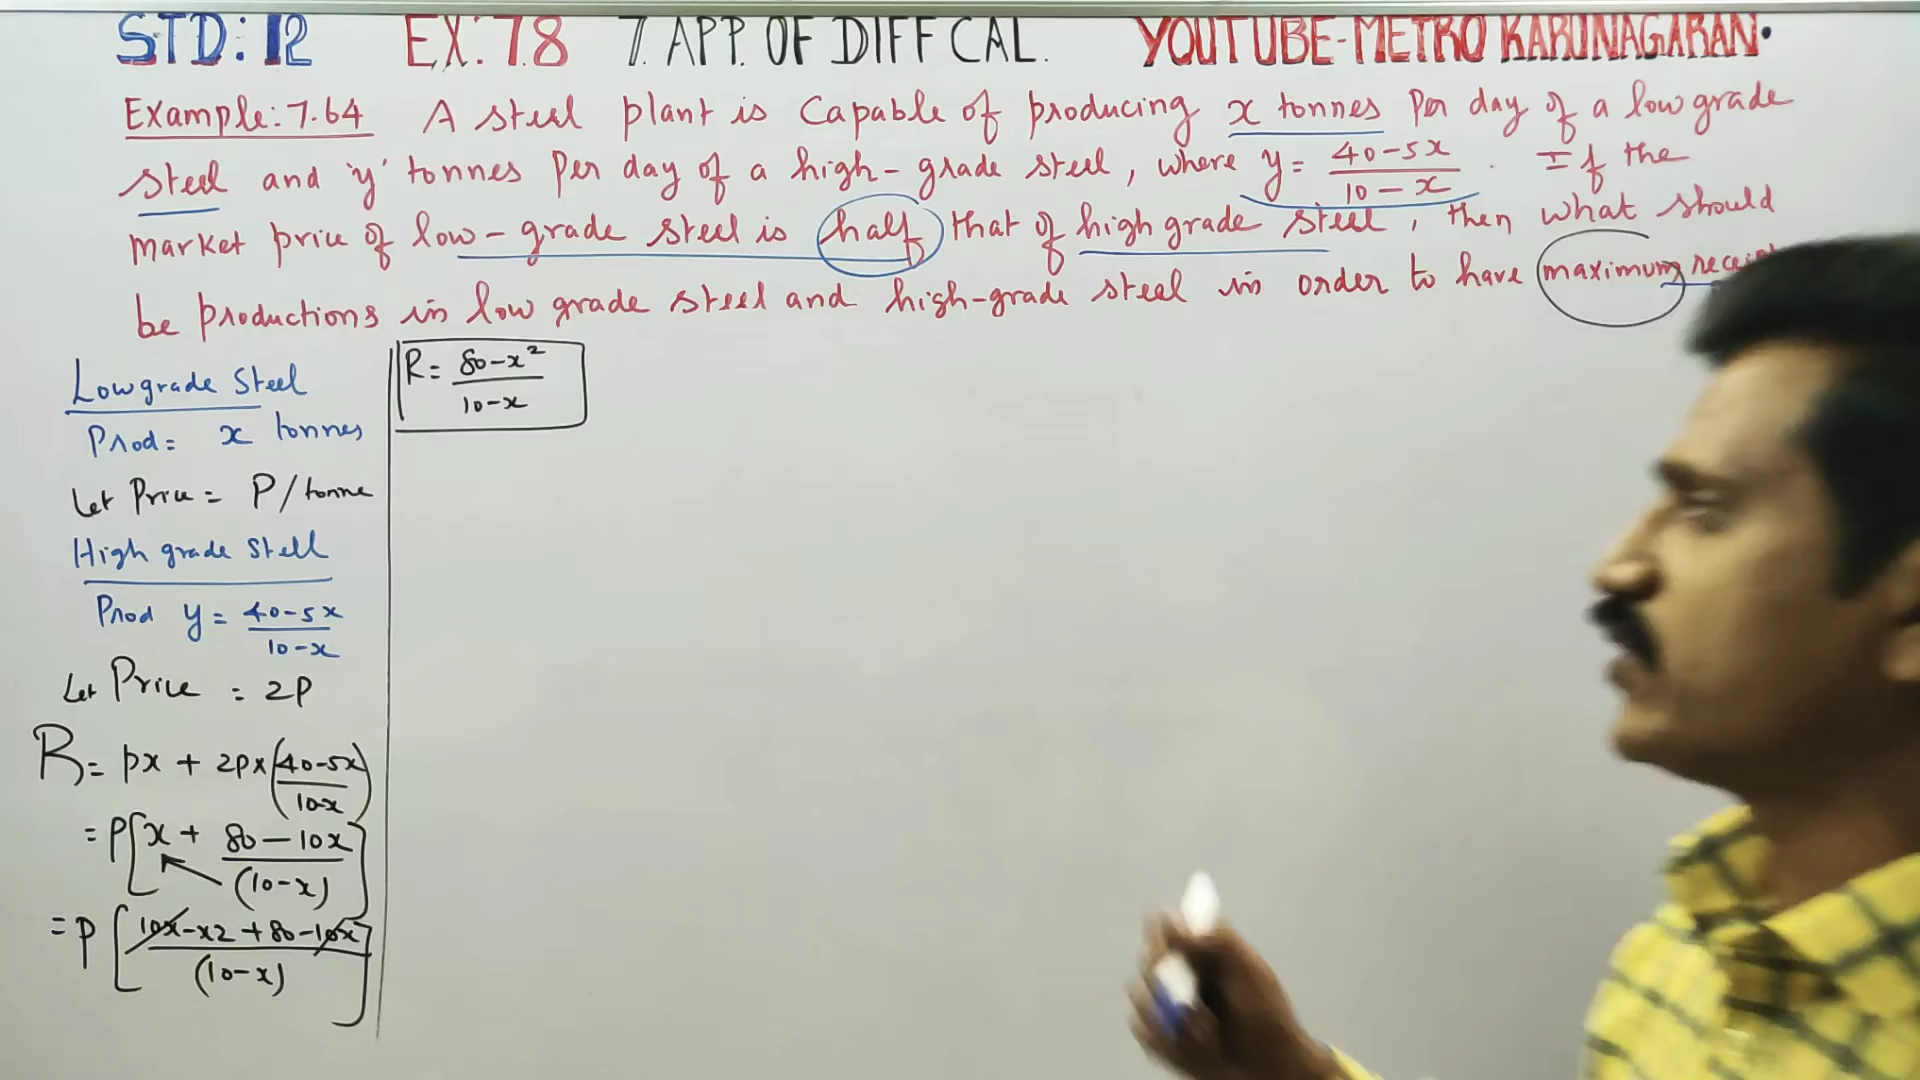 STD: 12 EX: 7.8 7. APP. OF DIFF CAL. YOUTUBE-METRO KARUNAGARAN.
Example: 7.64 A steel plant is Capable of producing x tonnes Per day of a low grade
steel and 'y' tonnes Per day of a high-grade steel, where y = 40-5x / 10-x . If the
market price of low-grade steel is half that of high grade steel, then what should
be productions in low grade steel and high-grade steel in order to have maximum
Low grade Steel
Prod = x tonnes
Let Price = P/tonne
High grade Stell
Prod y = 40-5x / 10-x
Let Price = 2P
R = px + 2p x (40-5x / 10-x)
= p[x + 80-10x / (10-x)]
= p[10x-x2+80-10x / (10-x)]
R = 80-x² / 10-x